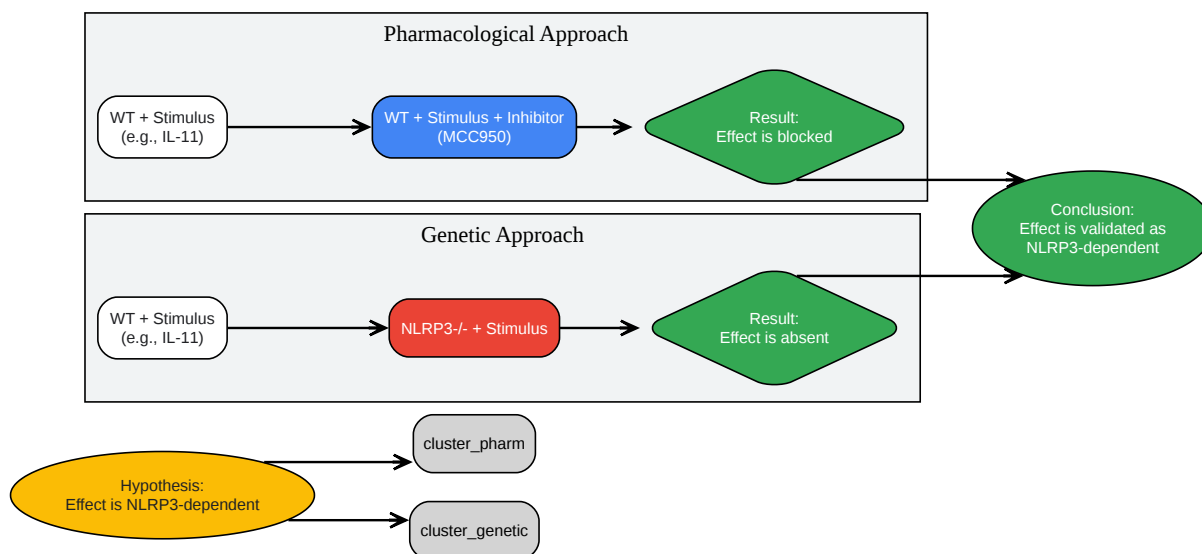 Pharmacological Approach
WT + Stimulus
(e.g., IL-11)
WT + Stimulus + Inhibitor
(MCC950)
Result:
Effect is blocked
Conclusion:
Effect is validated as
NLRP3-dependent
Genetic Approach
WT + Stimulus
(e.g., IL-11)
NLRP3-/- + Stimulus
Result:
Effect is absent
Hypothesis:
Effect is NLRP3-dependent
cluster_pharm
cluster_genetic